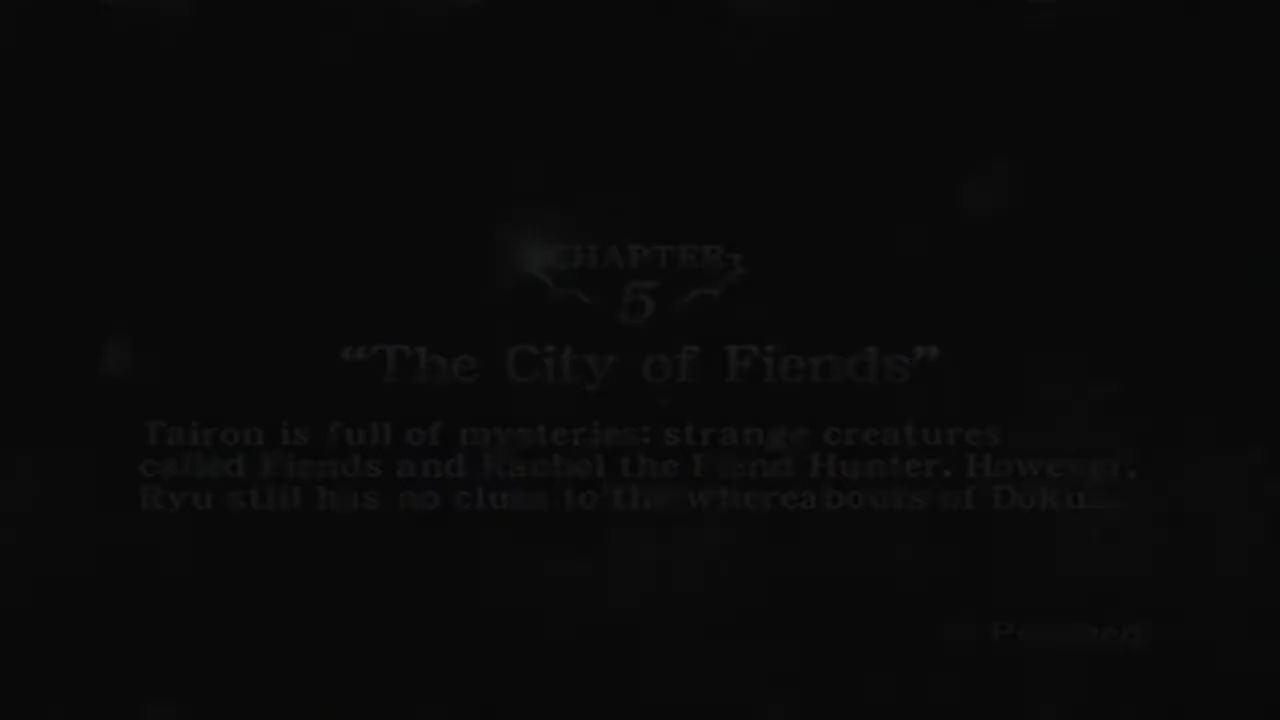 CHAPTER
5
“The City of Fiends”
Tairon is full of mysteries: strange creatures
called Fiends and Rachel the Fiend Hunter. However,
Ryu still has no clues to the whereabouts of Doku...